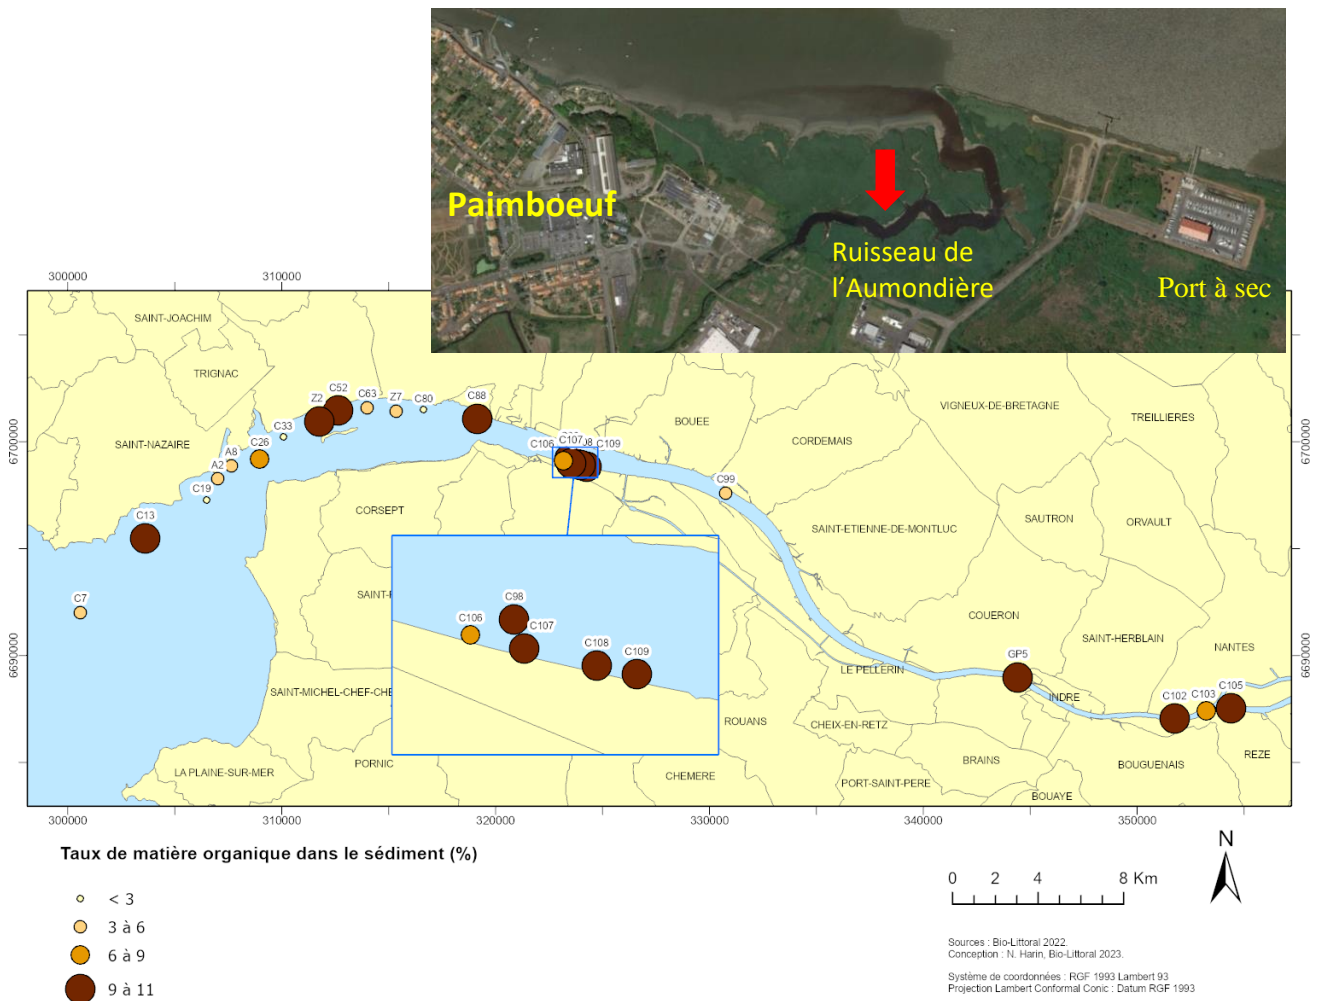 Paimboeuf
Ruisseau de
l’Aumondière
Port à sec
300000
310000
SAINT-JOACHIM
TRIGNAC
SAINT-NAZAIRE
C52
Z2
C63
Z7
C80
C88
C33
C26
A8
A2
C19
C13
C7
C106
C107
C109
BOUEE
CORDEMAIS
VIGNEUX-DE-BRETAGNE
TREILLIERES
C99
CORSEPT
SAINT-ETIENNE-DE-MONTLUC
SAUTRON
ORVAULT
COUERON
SAINT-HERBLAIN
NANTES
GP5
LE PELLERIN
INDRE
C102
C103
C105
SAINT-MICHEL-CHEF-CHE
ROUANS
CHEIX-EN-RETZ
BRAINS
BOUGUENAIS
REZE
LA PLAINE-SUR-MER
PORNIC
CHEMERE
PORT-SAINT-PERE
BOUAYE
C98
C106
C107
C108
C109
6700000
6690000
6700000
6690000
300000
310000
320000
330000
340000
350000
Taux de matière organique dans le sédiment (%)
< 3
3 à 6
6 à 9
9 à 11
N
0 2 4 8 Km
Sources : Bio-Littoral 2022.
Conception : N. Harin, Bio-Littoral 2023.
Système de coordonnées : RGF 1993 Lambert 93
Projection Lambert Conformal Conic : Datum RGF 1993